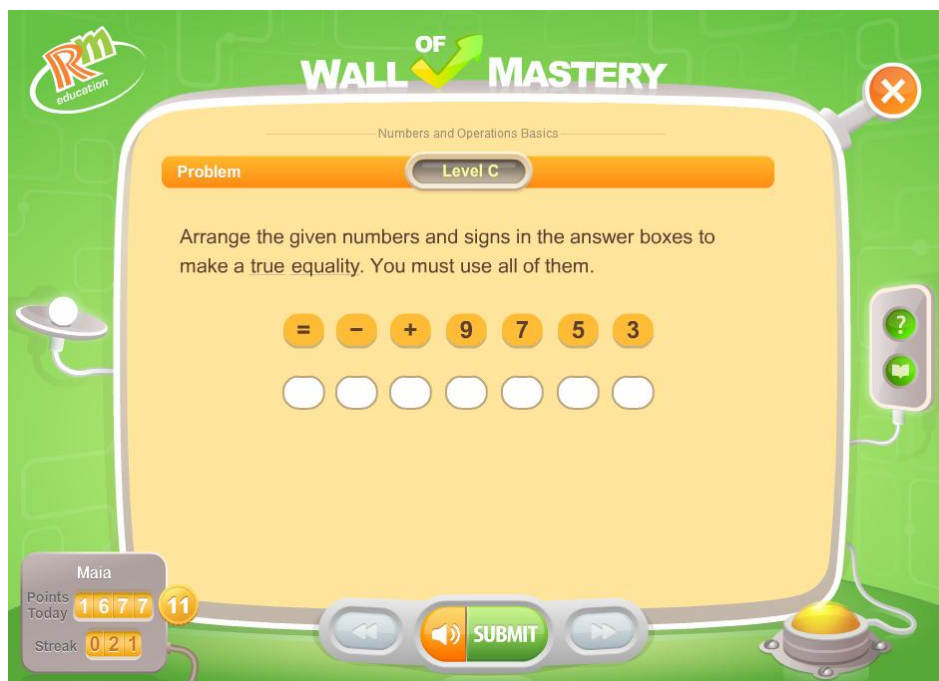 Rm
education
WALL OF MASTERY
Numbers and Operations Basics
Problem
Level C
Arrange the given numbers and signs in the answer boxes to
make a true equality. You must use all of them.
= − + 9 7 5 3
?
Maia
Points
Today 1677 11
Streak 021
SUBMIT